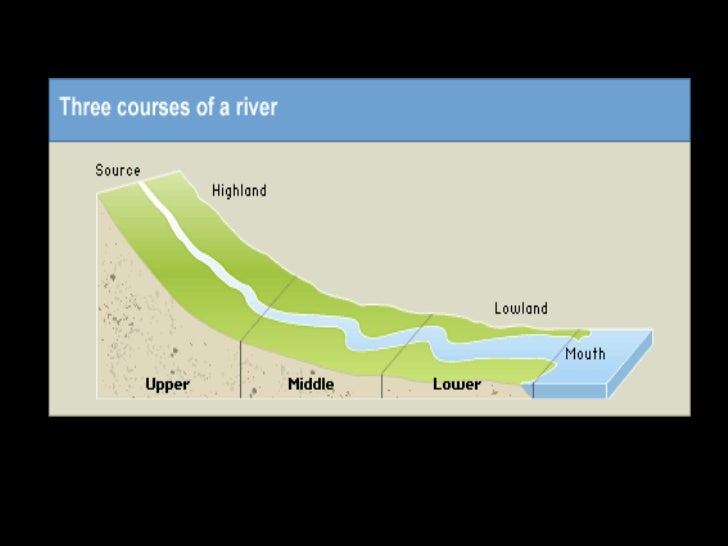 Three courses of a river
Source
Highland
Lowland
Mouth
Upper
Middle
Lower